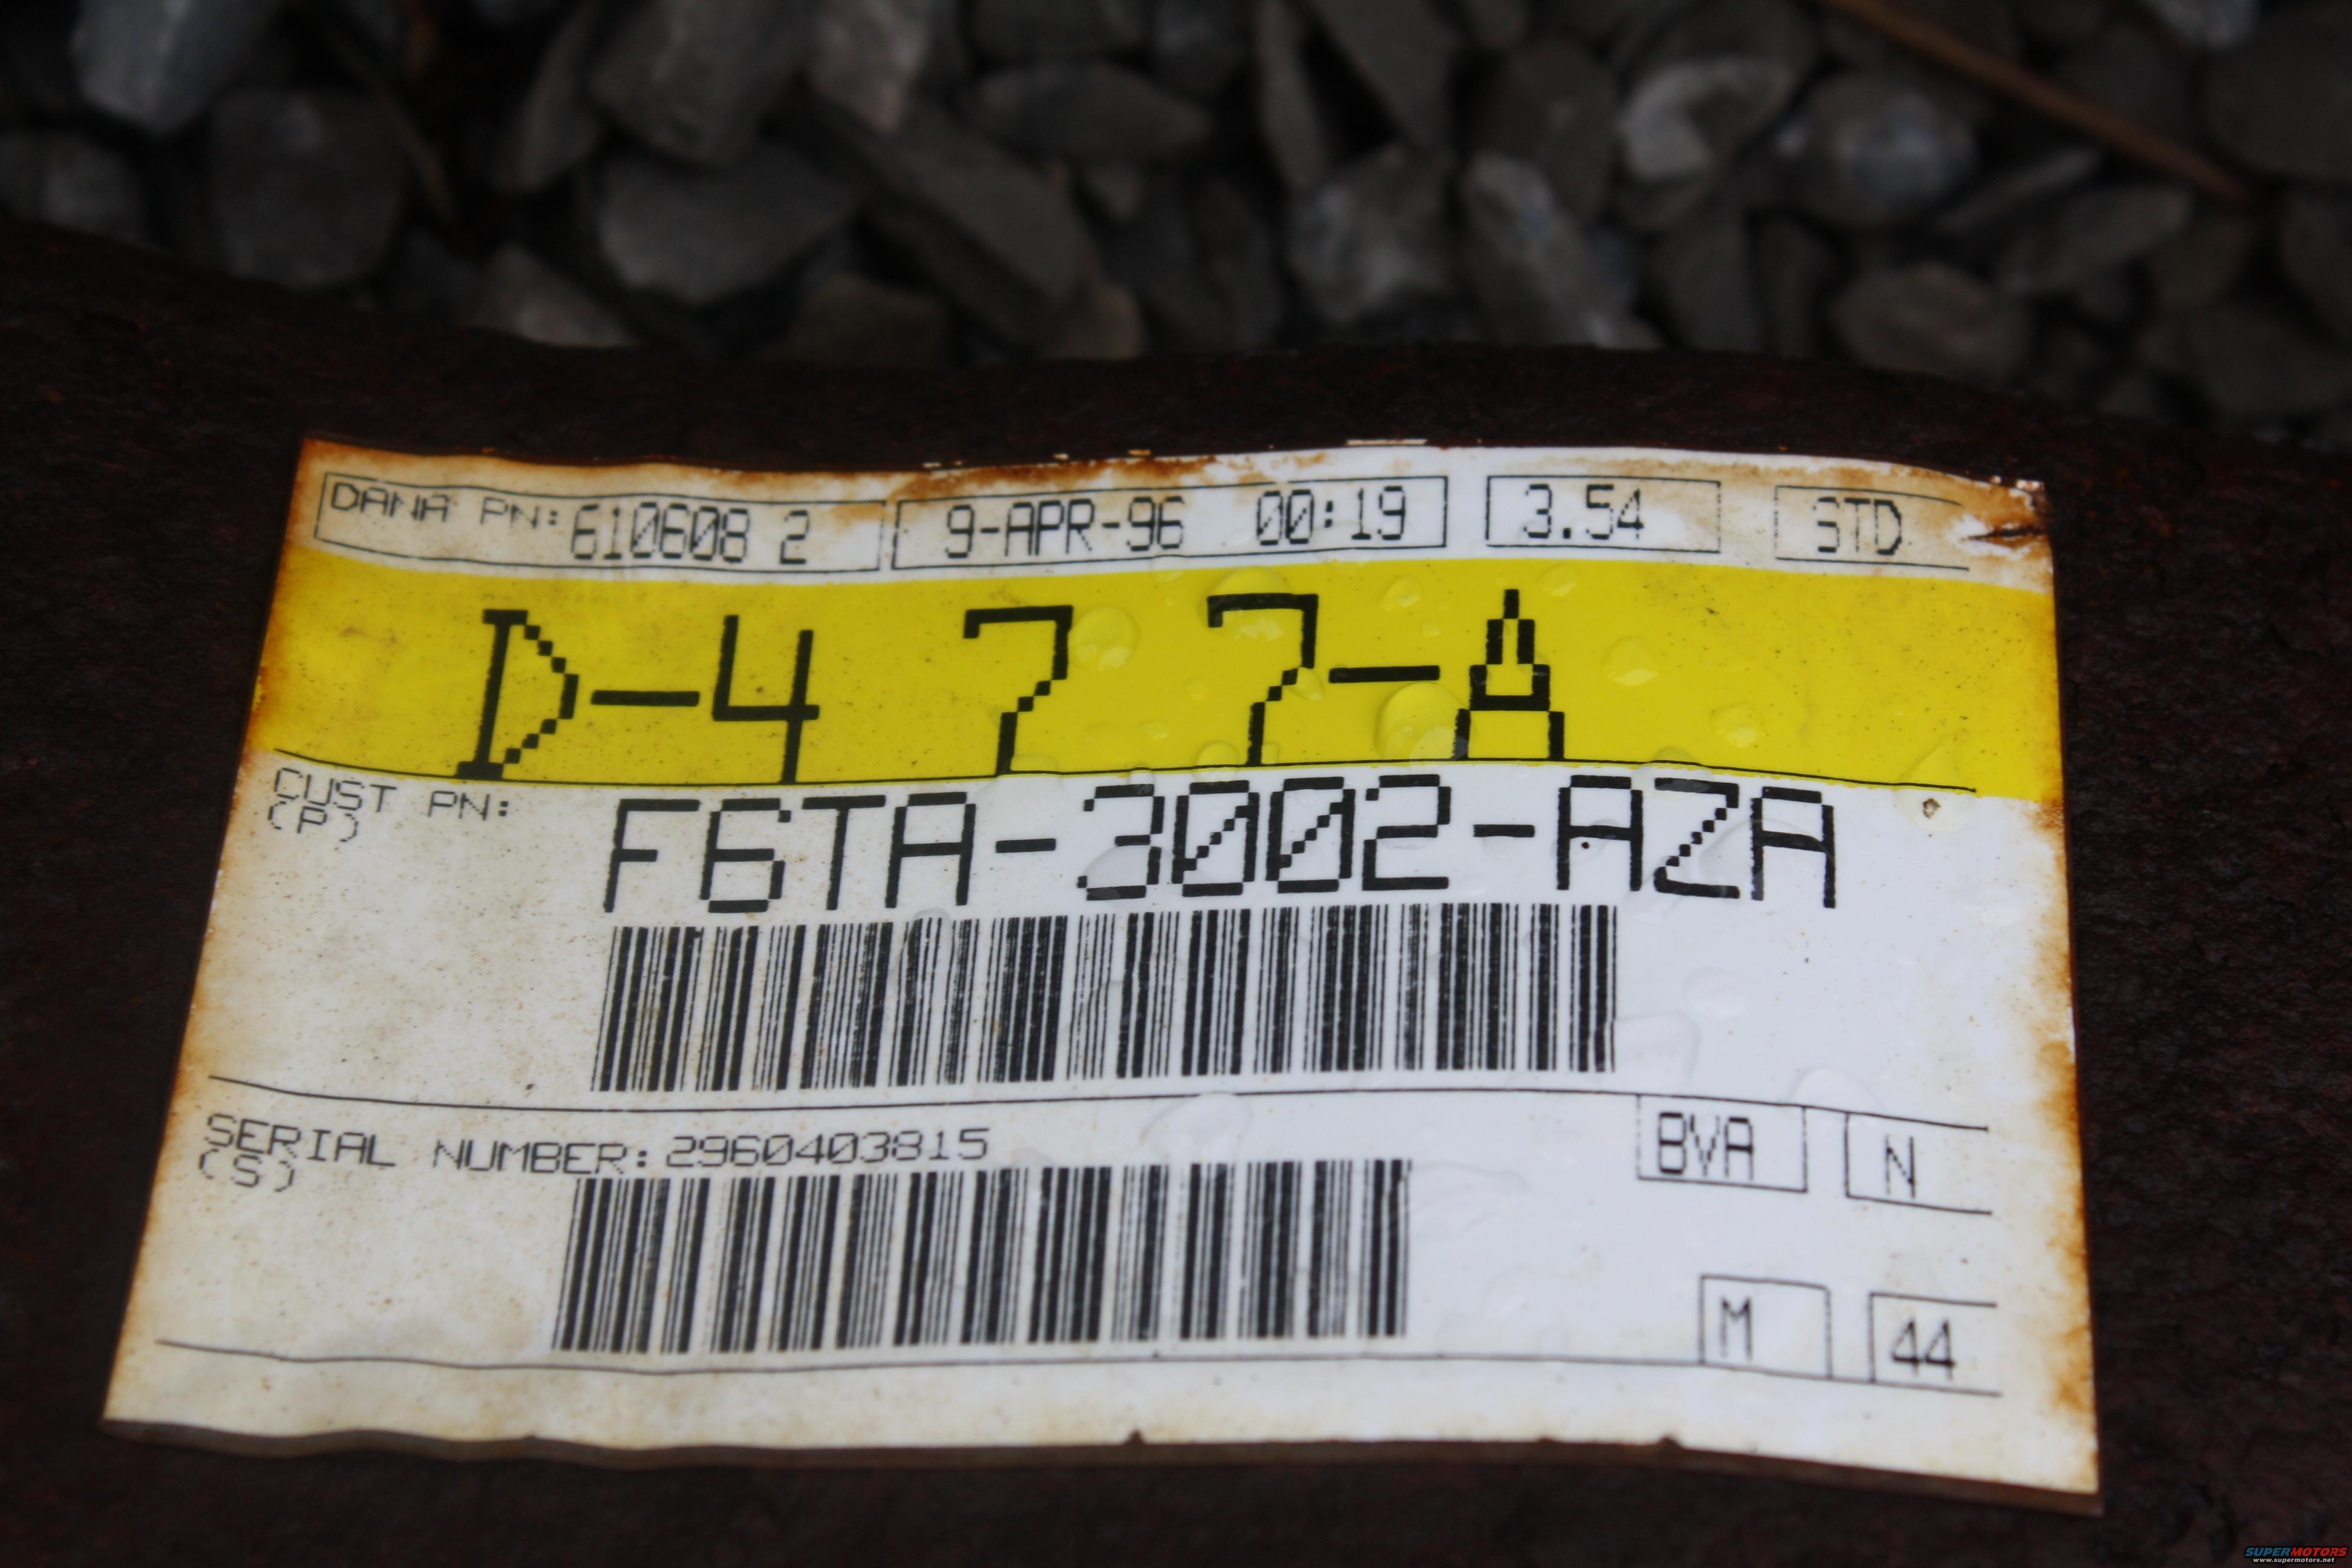 DANA PN: 610608 2 9-APR-96 00:19 3.54 STD
D-4 7 7-A
CUST PN: F6TA-3002-AZA
(P)
SERIAL NUMBER: 2960403815
(S)
BVA N
M 44
SUPERMOTORS
www.supermotors.net